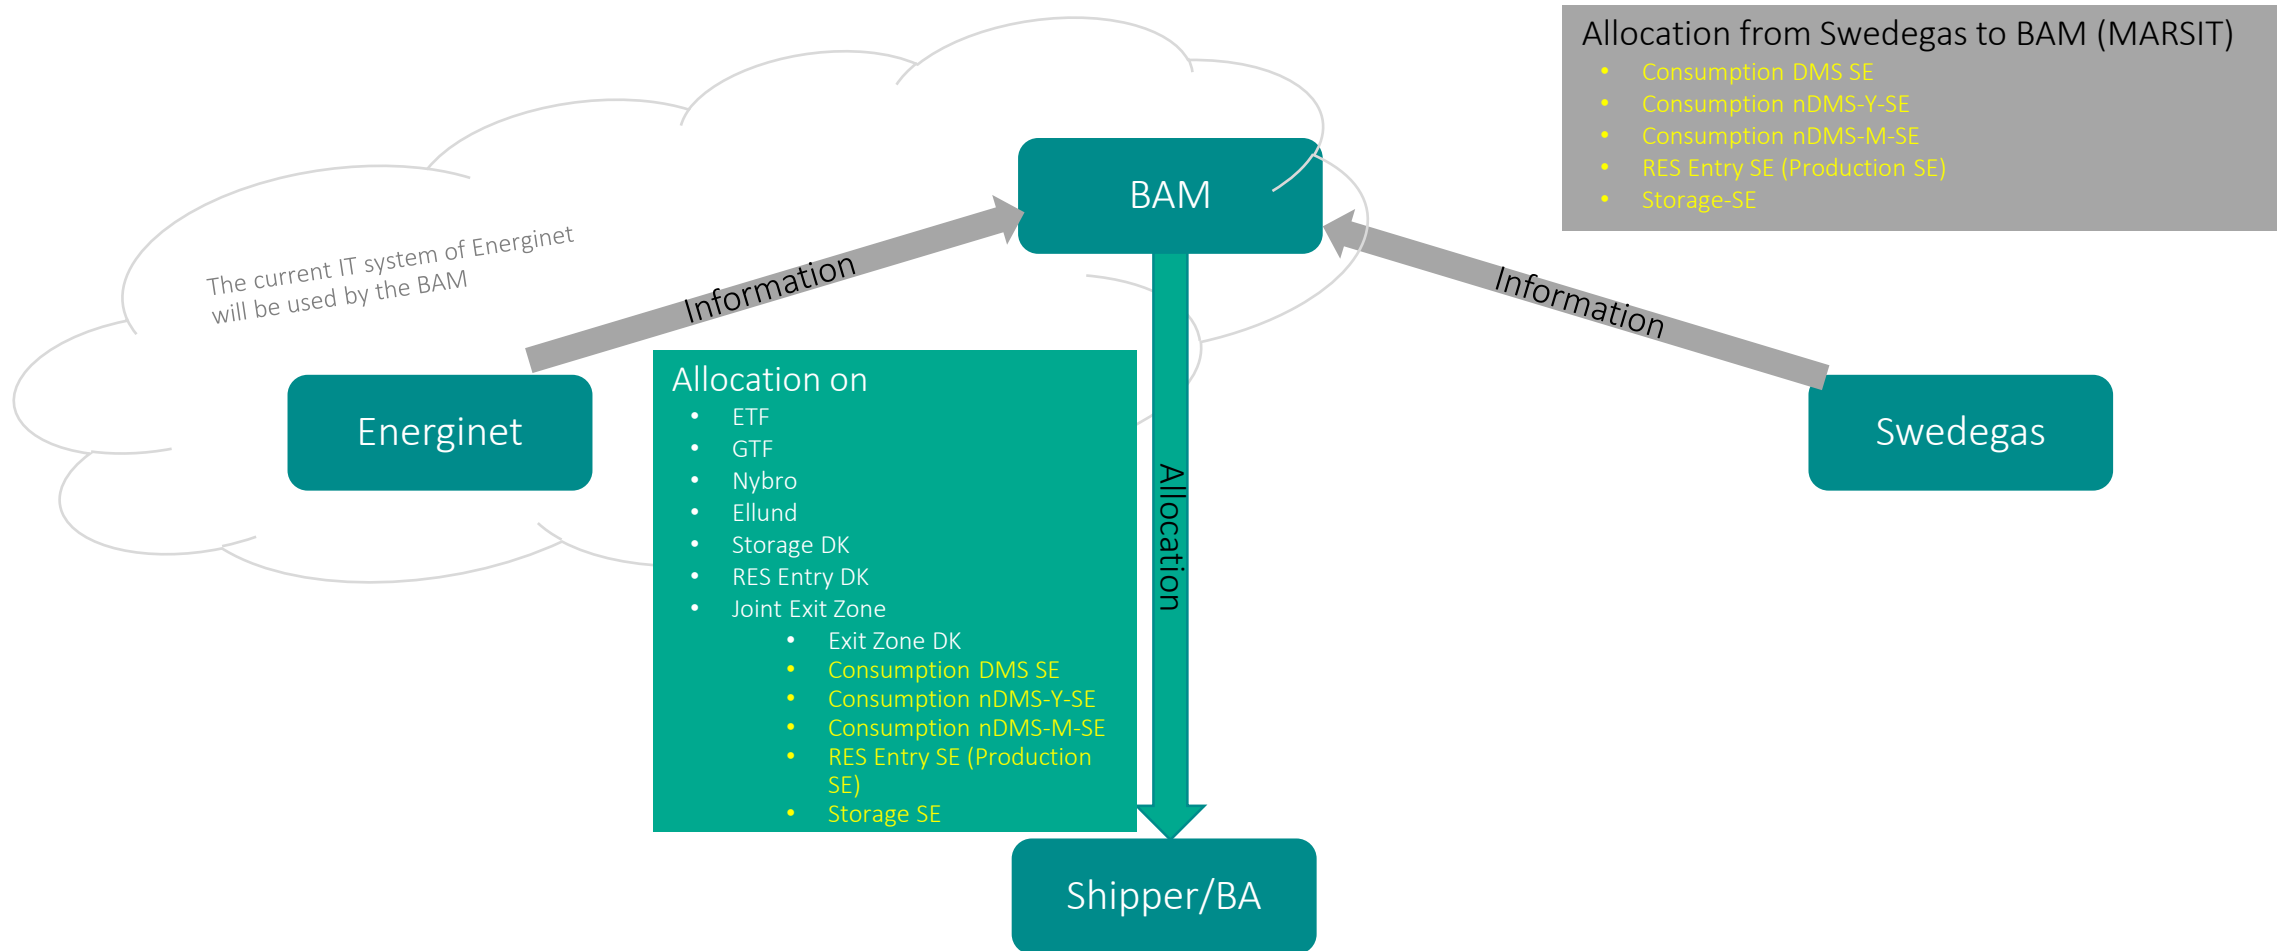 Allocation from Swedegas to BAM (MARSIT)
• Consumption DMS SE
• Consumption nDMS-Y-SE
• Consumption nDMS-M-SE
• RES Entry SE (Production SE)
• Storage-SE
BAM
The current IT system of Energinet
will be used by the BAM
Information
Information
Energinet
Swedegas
Allocation on
• ETF
• GTF
• Nybro
• Ellund
• Storage DK
• RES Entry DK
• Joint Exit Zone
• Exit Zone DK
• Consumption DMS SE
• Consumption nDMS-Y-SE
• Consumption nDMS-M-SE
• RES Entry SE (Production
SE)
• Storage SE
Allocation
Shipper/BA